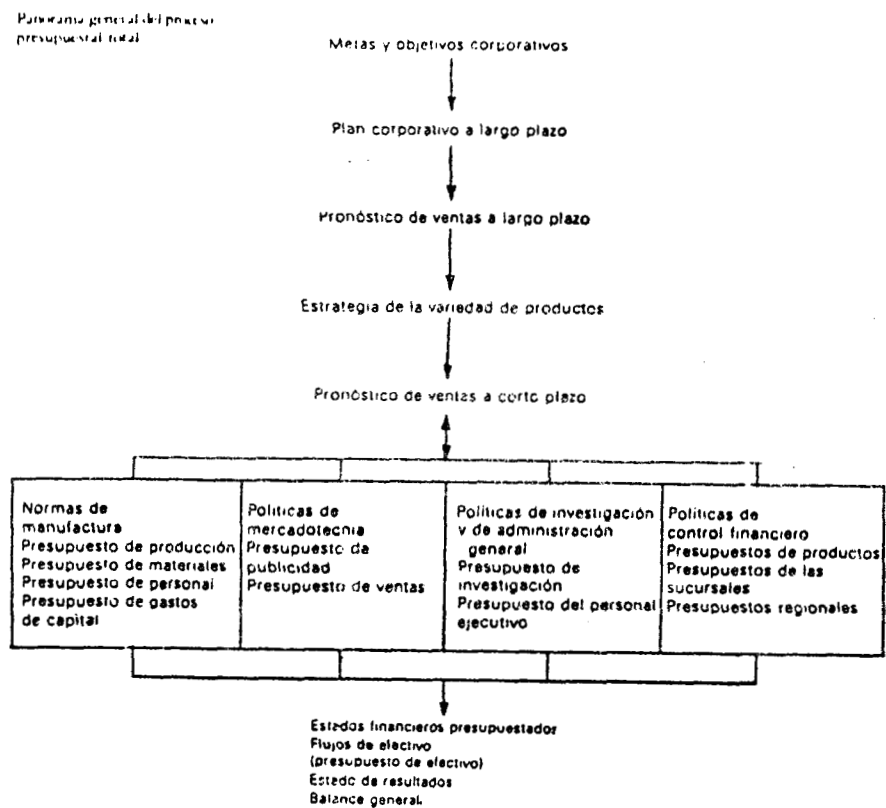 Panorama general del proceso
presupuestal total
Metas y objetivos corporativos
Plan corporativo a largo plazo
Pronóstico de ventas a largo plazo
Estrategia de la variedad de productos
Pronóstico de ventas a corto plazo
Normas de
manufactura
Presupuesto de producción
Presupuesto de materiales
Presupuesto de personal
Presupuesto de gastos
de capital
Políticas de
mercadotecnia
Presupuesto da
publicidad
Presupuesto de ventas
Políticas de investigación
y de administración
general
Presupuesto de
investigación
Presupuesto del personal
ejecutivo
Políticas de
control financiero
Presupuestos de productos
Presupuestos de las
sucursales
Presupuestos regionales
Estados financieros presupuestador
Flujos de efectivo
(presupuesto de efectivo)
Estado de resultados
Balance general.